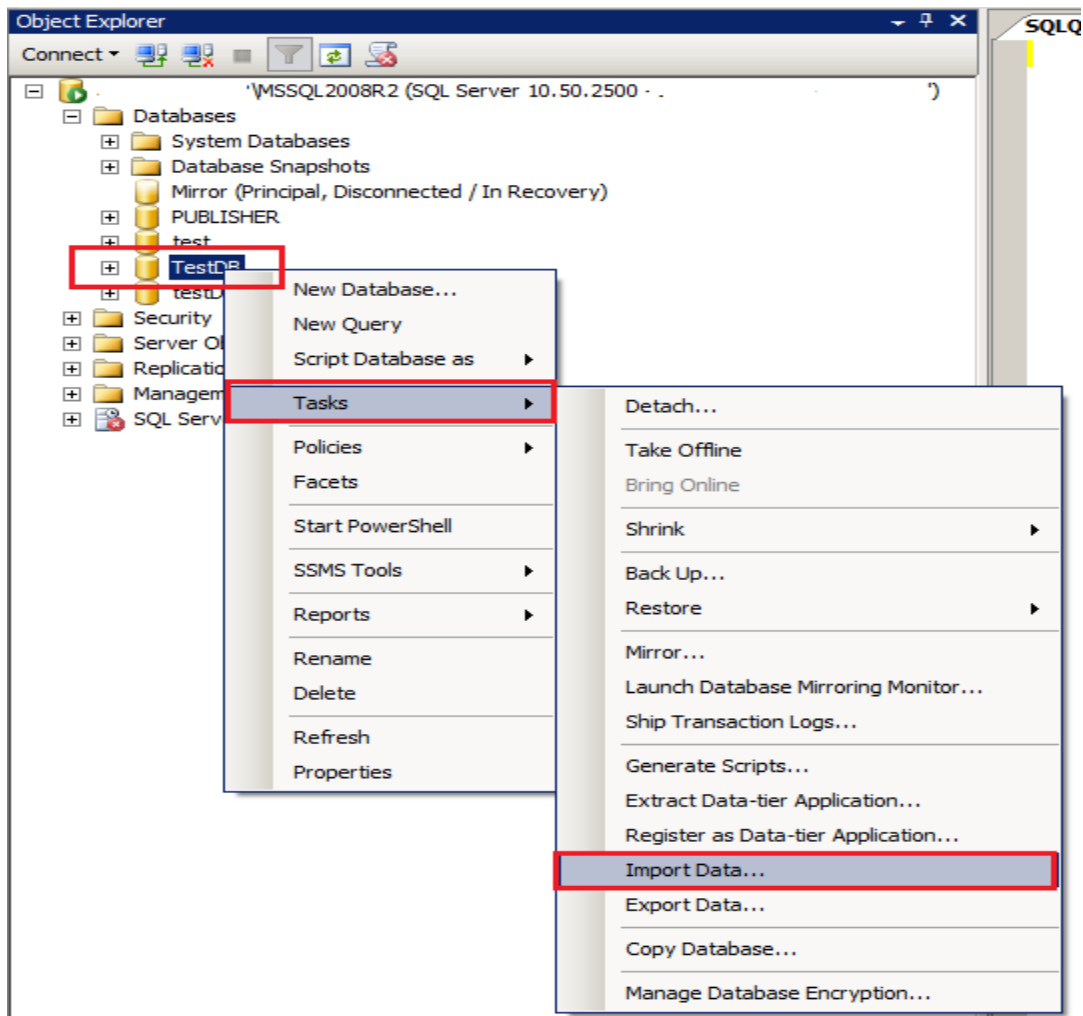 Object Explorer
SQLQ
Connect
\MSSQL2008R2 (SQL Server 10.50.2500 - .
')
Databases
System Databases
Database Snapshots
Mirror (Principal, Disconnected / In Recovery)
PUBLISHER
test
TestDB
testD
Security
Server Ob
Replicatio
Managem
SQL Serv
New Database...
New Query
Script Database as
Tasks
Policies
Facets
Start PowerShell
SSMS Tools
Reports
Rename
Delete
Refresh
Properties
Detach...
Take Offline
Bring Online
Shrink
Back Up...
Restore
Mirror...
Launch Database Mirroring Monitor...
Ship Transaction Logs...
Generate Scripts...
Extract Data-tier Application...
Register as Data-tier Application...
Import Data...
Export Data...
Copy Database...
Manage Database Encryption...